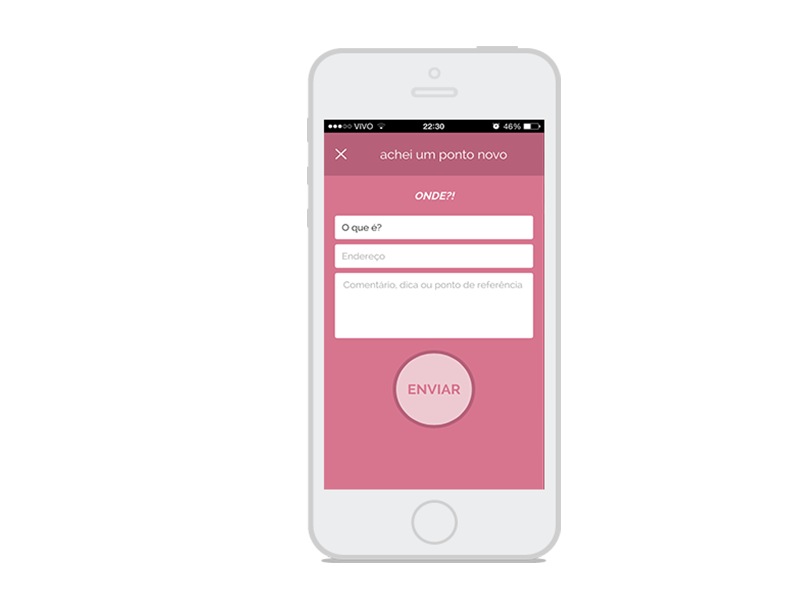 VIVO 22:30 46%
achei um ponto novo
ONDE?!
O que é?
Endereço
Comentário, dica ou ponto de referência
ENVIAR